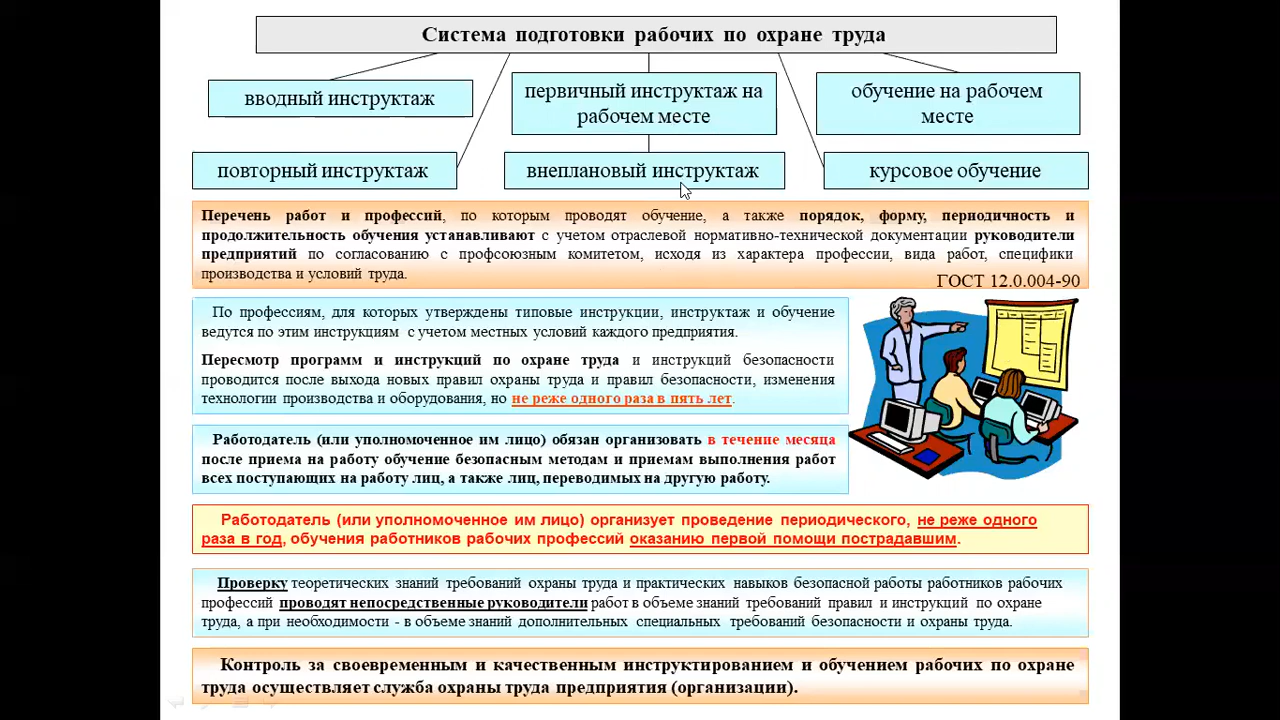 Система подготовки рабочих по охране труда
вводный инструктаж
первичный инструктаж на
рабочем месте
обучение на рабочем
месте
повторный инструктаж
внеплановый инструктаж
курсовое обучение
Перечень работ и профессий, по которым проводят обучение, а также порядок, форму, периодичность и
продолжительность обучения устанавливают с учетом отраслевой нормативно-технической документации руководители
предприятий по согласованию с профсоюзным комитетом, исходя из характера профессии, вида работ, специфики
производства и условий труда.
ГОСТ 12.0.004-90
По профессиям, для которых утверждены типовые инструкции, инструктаж и обучение
ведутся по этим инструкциям с учетом местных условий каждого предприятия.
Пересмотр программ и инструкций по охране труда и инструкций безопасности
проводится после выхода новых правил охраны труда и правил безопасности, изменения
технологии производства и оборудования, но не реже одного раза в пять лет.
Работодатель (или уполномоченное им лицо) обязан организовать в течение месяца
после приема на работу обучение безопасным методам и приемам выполнения работ
всех поступающих на работу лиц, а также лиц, переводимых на другую работу.
Работодатель (или уполномоченное им лицо) организует проведение периодического, не реже одного
раза в год, обучения работников рабочих профессий оказанию первой помощи пострадавшим.
Проверку теоретических знаний требований охраны труда и практических навыков безопасной работы работников рабочих
профессий проводят непосредственные руководители работ в объеме знаний требований правил и инструкций по охране
труда, а при необходимости - в объеме знаний дополнительных специальных требований безопасности и охраны труда.
Контроль за своевременным и качественным инструктированием и обучением рабочих по охране
труда осуществляет служба охраны труда предприятия (организации).